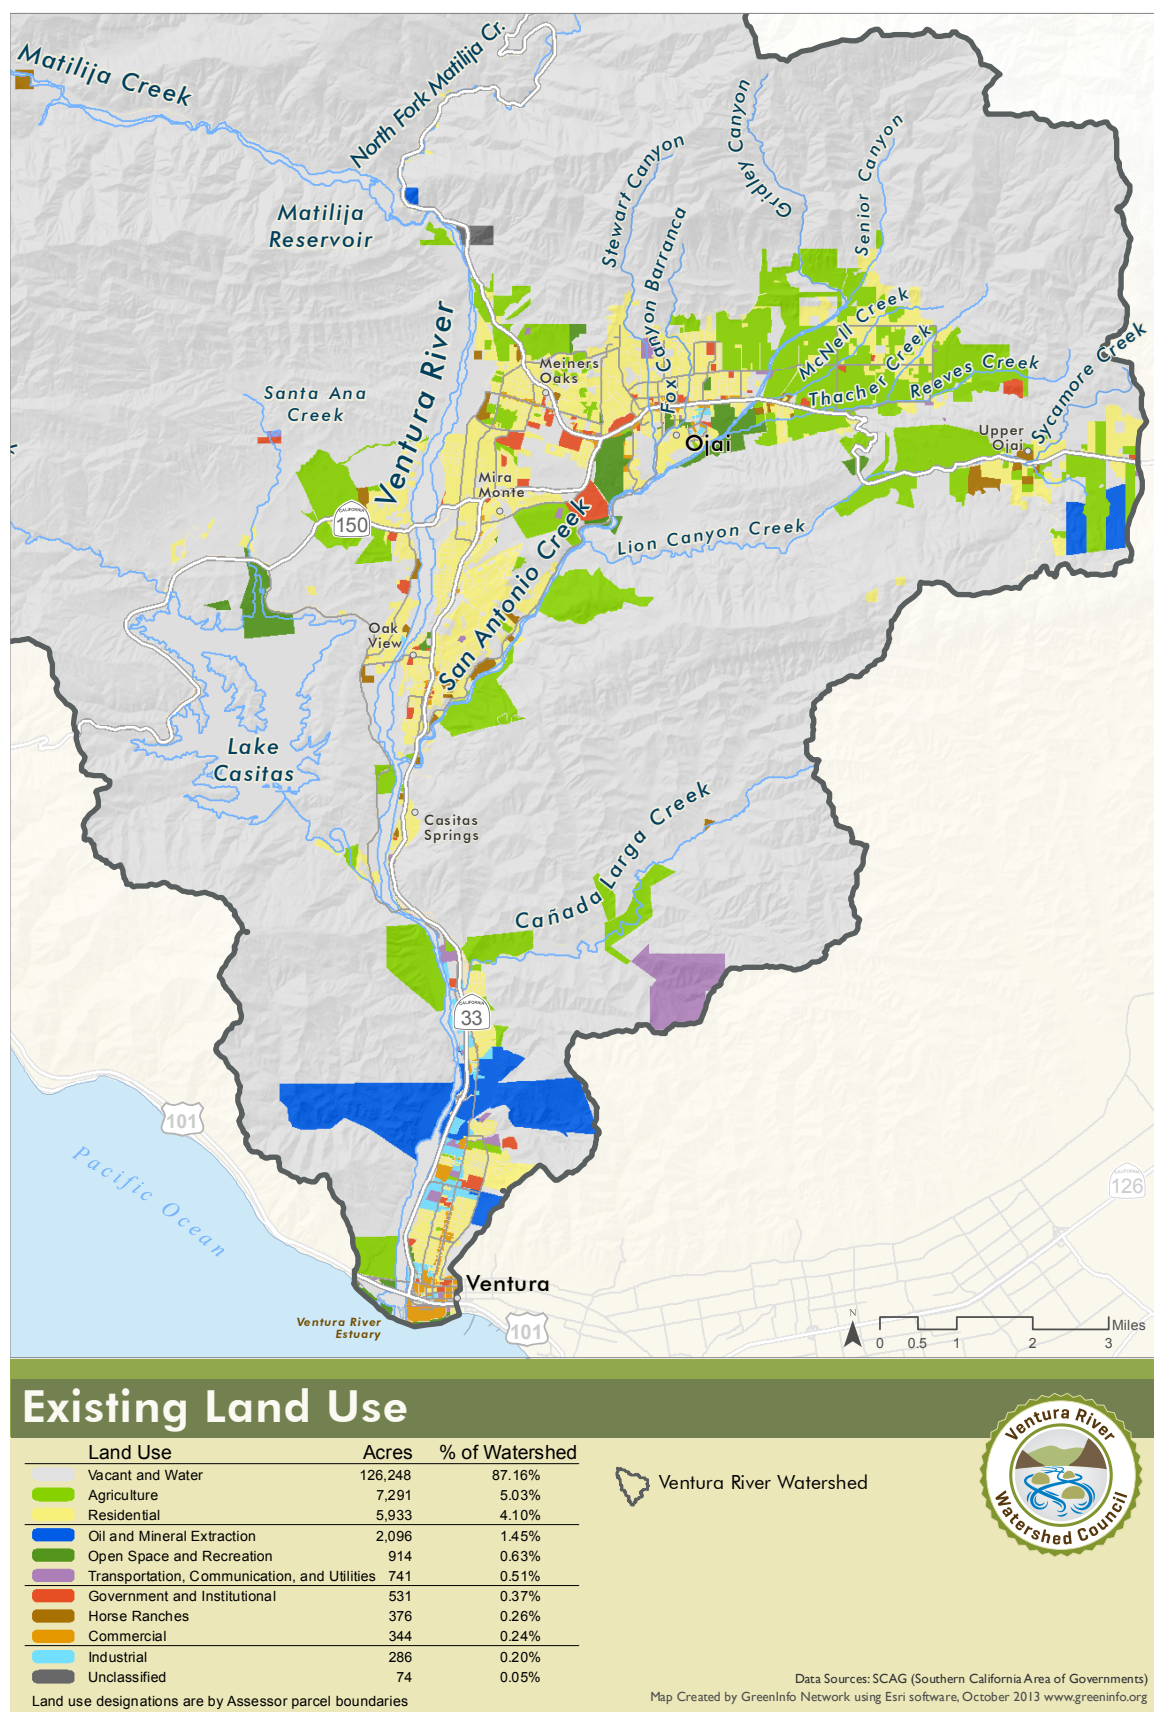 Matilija Creek
North Fork Matilija Cr.
Matilija
Reservoir
Stewart Canyon
Gridley Canyon
Senior Canyon
Fox Canyon Barranca
Ventura River
McNell Creek
Thacher Creek
Reeves Creek
Sycamore Creek
Meiners
Oaks
Santa Ana
Creek
Ojai
Upper
Ojai
Mira
Monte
CALIFORNIA
150
San Antonio Creek
Lion Canyon Creek
Oak
View
Lake
Casitas
Casitas
Springs
Cañada Larga Creek
CALIFORNIA
33
101
Pacific Ocean
CALIFORNIA
126
Ventura
Ventura River
Estuary
101
N
0 0.5 1 2 3 Miles
Existing Land Use
Land Use Acres % of Watershed
Vacant and Water 126,248 87.16%
Agriculture 7,291 5.03%
Residential 5,933 4.10%
Oil and Mineral Extraction 2,096 1.45%
Open Space and Recreation 914 0.63%
Transportation, Communication, and Utilities 741 0.51%
Government and Institutional 531 0.37%
Horse Ranches 376 0.26%
Commercial 344 0.24%
Industrial 286 0.20%
Unclassified 74 0.05%
Land use designations are by Assessor parcel boundaries
Ventura River Watershed
Ventura River
Watershed Council
Data Sources: SCAG (Southern California Area of Governments)
Map Created by GreenInfo Network using Esri software, October 2013 www.greeninfo.org